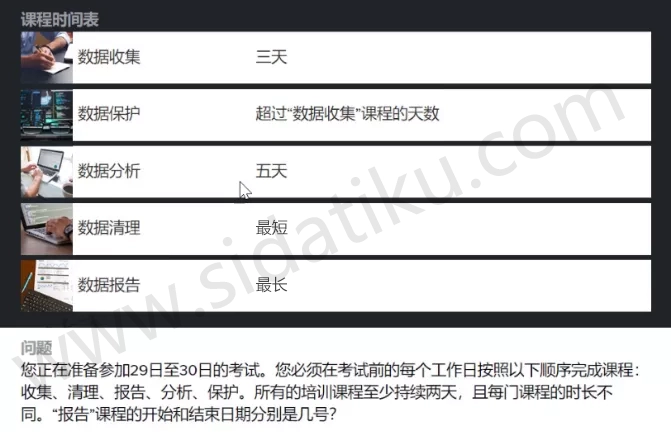 课程时间表
数据收集 三天
数据保护 超过“数据收集”课程的天数
数据分析 五天
数据清理 最短
数据报告 最长
www.sidatiku.com
问题
您正在准备参加29日至30日的考试。您必须在考试前的每个工作日按照以下顺序完成课程：
收集、清理、报告、分析、保护。所有的培训课程至少持续两天，且每门课程的时长不
同。“报告”课程的开始和结束日期分别是几号?